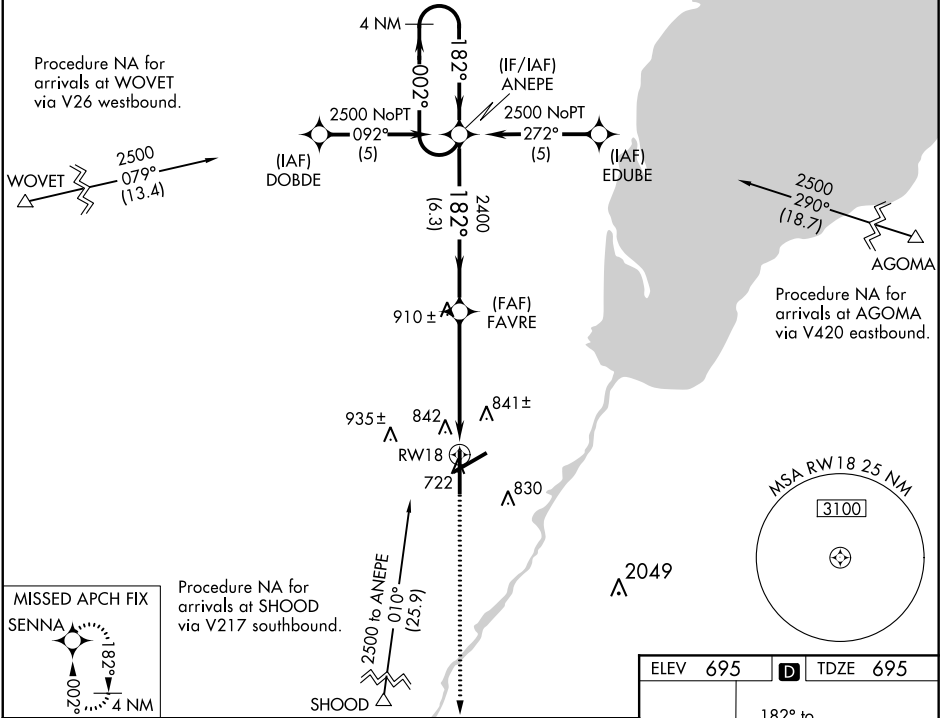 4 NM
182°
002°
(IF/IAF)
ANEPE
Procedure NA for
arrivals at WOVET
via V26 westbound.
2500 NoPT
092°
(5)
2500 NoPT
272°
(5)
(IAF)
DOBDE
(IAF)
EDUBE
WOVET
2500
079°
(13.4)
2400
182°
(6.3)
2500
290°
(18.7)
AGOMA
Procedure NA for
arrivals at AGOMA
via V420 eastbound.
910 ±
(FAF)
FAVRE
935 ±
842
841 ±
RW18
722
830
MSA RW18 25 NM
3100
2049
2500 to ANEPE
010°
(25.9)
SHOOD
Procedure NA for
arrivals at SHOOD
via V217 southbound.
MISSED APCH FIX
SENNA
182°
002°
4 NM
ELEV 695 D TDZE 695
182° to